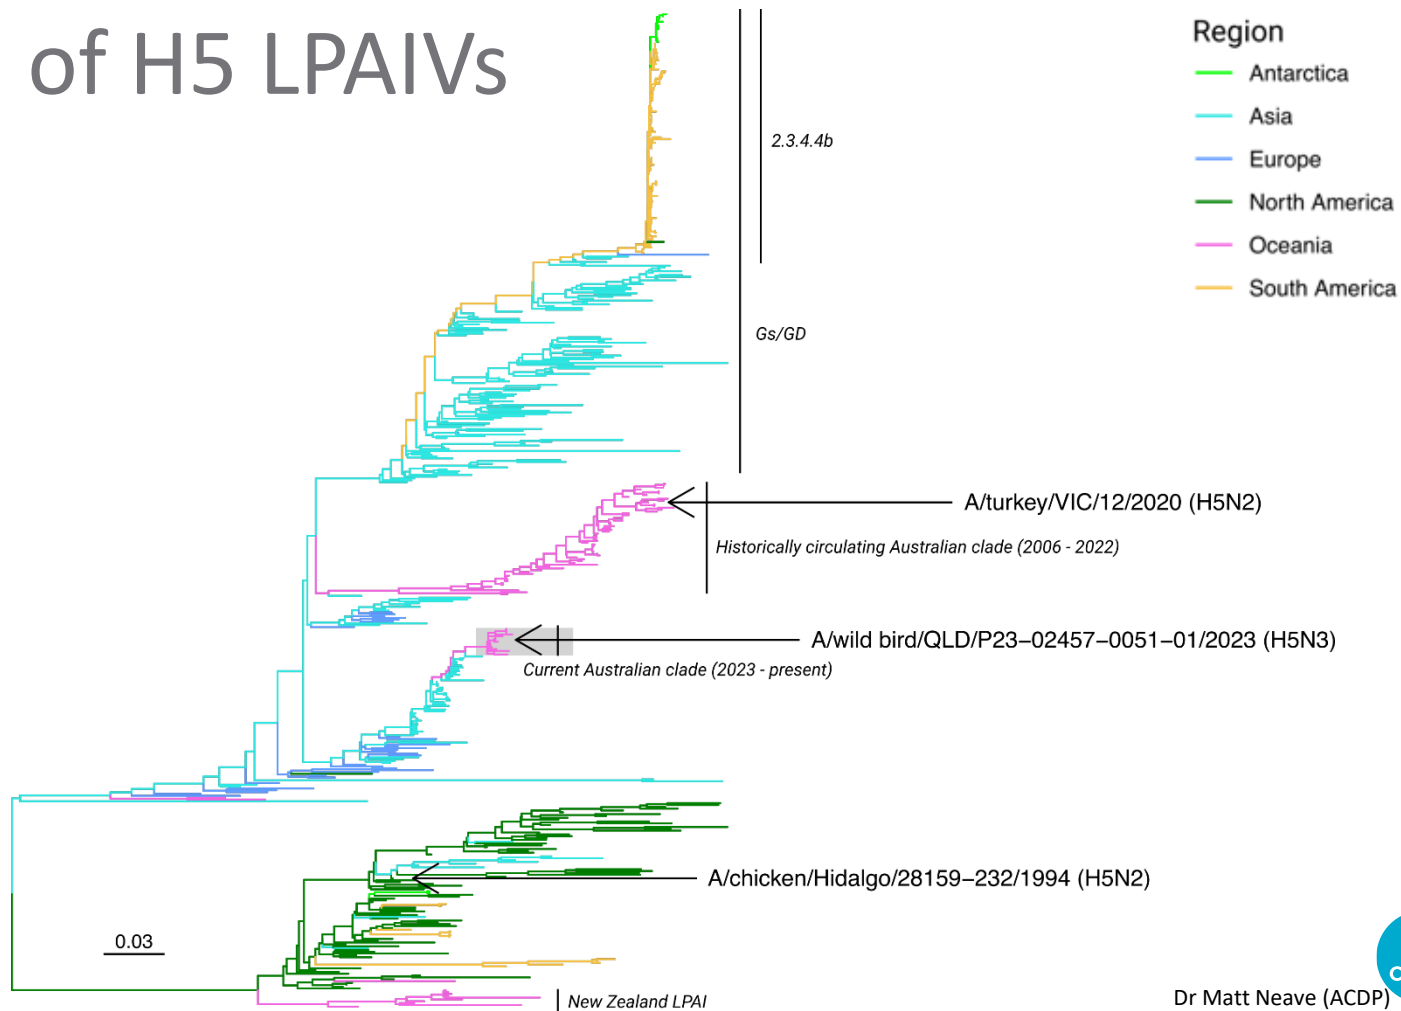 of H5 LPAIVs
Region
Antarctica
Asia
Europe
North America
Oceania
South America
2.3.4.4b
Gs/GD
A/turkey/VIC/12/2020 (H5N2)
Historically circulating Australian clade (2006 - 2022)
A/wild bird/QLD/P23−02457−0051−01/2023 (H5N3)
Current Australian clade (2023 - present)
A/chicken/Hidalgo/28159−232/1994 (H5N2)
0.03
New Zealand LPAI
Dr Matt Neave (ACDP)